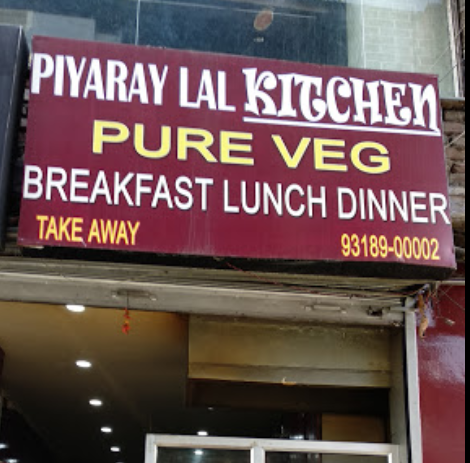 PIYARAY LAL KITCHEN
PURE VEG
BREAKFAST LUNCH DINNER
TAKE AWAY 93189-00002